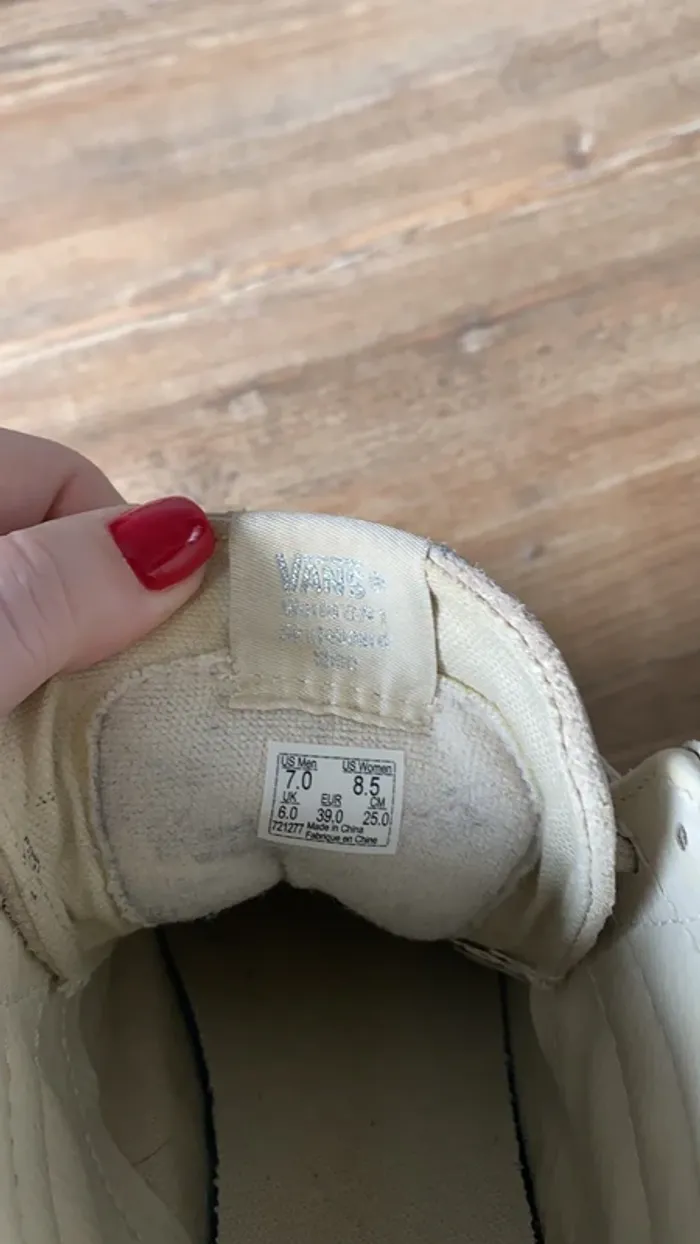 VANS
US Men US Women
7.0 8.5
UK EUR CM
6.0 39.0 25.0
721277 Made in China
Fabrique en Chine